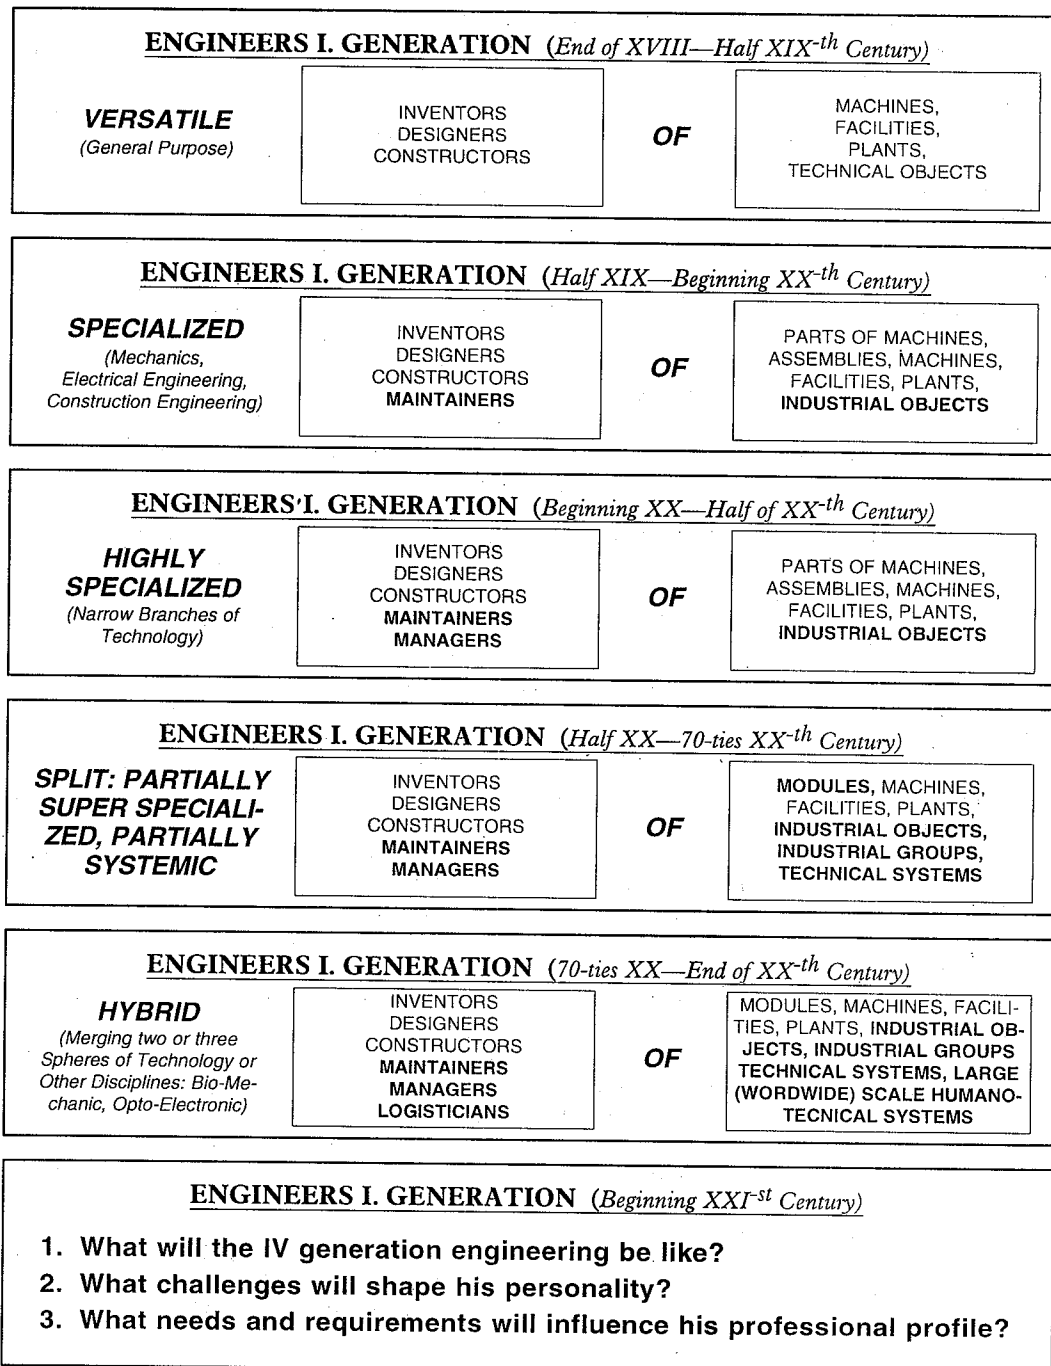 ENGINEERS I. GENERATION (End of XVIII—Half XIX-th Century)
VERSATILE
(General Purpose)
INVENTORS
DESIGNERS
CONSTRUCTORS
OF
MACHINES,
FACILITIES,
PLANTS,
TECHNICAL OBJECTS
ENGINEERS I. GENERATION (Half XIX—Beginning XX-th Century)
SPECIALIZED
(Mechanics,
Electrical Engineering,
Construction Engineering)
INVENTORS
DESIGNERS
CONSTRUCTORS
MAINTAINERS
OF
PARTS OF MACHINES,
ASSEMBLIES, MACHINES,
FACILITIES, PLANTS,
INDUSTRIAL OBJECTS
ENGINEERS I. GENERATION (Beginning XX—Half of XX-th Century)
HIGHLY
SPECIALIZED
(Narrow Branches of
Technology)
INVENTORS
DESIGNERS
CONSTRUCTORS
MAINTAINERS
MANAGERS
OF
PARTS OF MACHINES,
ASSEMBLIES, MACHINES,
FACILITIES, PLANTS,
INDUSTRIAL OBJECTS
ENGINEERS I. GENERATION (Half XX—70-ties XX-th Century)
SPLIT: PARTIALLY
SUPER SPECIALI-
ZED, PARTIALLY
SYSTEMIC
INVENTORS
DESIGNERS
CONSTRUCTORS
MAINTAINERS
MANAGERS
OF
MODULES, MACHINES,
FACILITIES, PLANTS,
INDUSTRIAL OBJECTS,
INDUSTRIAL GROUPS,
TECHNICAL SYSTEMS
ENGINEERS I. GENERATION (70-ties XX—End of XX-th Century)
HYBRID
(Merging two or three
Spheres of Technology or
Other Disciplines: Bio-Me-
chanic, Opto-Electronic)
INVENTORS
DESIGNERS
CONSTRUCTORS
MAINTAINERS
MANAGERS
LOGISTICIANS
OF
MODULES, MACHINES, FACILI-
TIES, PLANTS, INDUSTRIAL OB-
JECTS, INDUSTRIAL GROUPS
TECHNICAL SYSTEMS, LARGE
(WORDWIDE) SCALE HUMANO-
TECNICAL SYSTEMS
ENGINEERS I. GENERATION (Beginning XXI-st Century)
1. What will the IV generation engineering be like?
2. What challenges will shape his personality?
3. What needs and requirements will influence his professional profile?